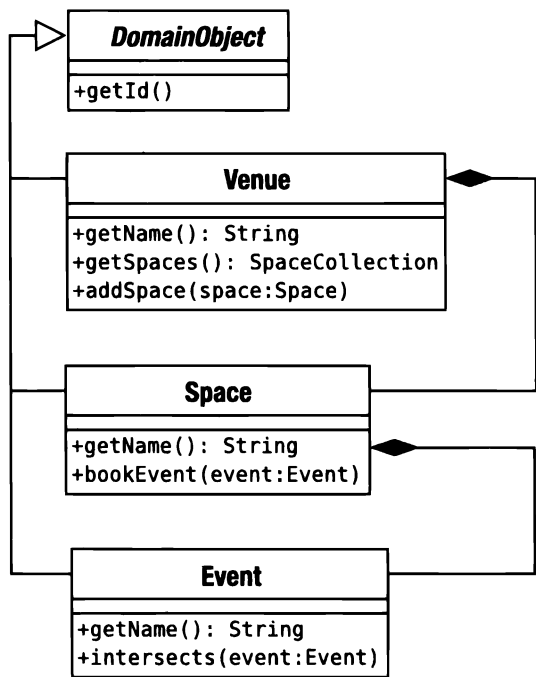 DomainObject
+getId()
Venue
+getName(): String
+getSpaces(): SpaceCollection
+addSpace(space:Space)
Space
+getName(): String
+bookEvent(event:Event)
Event
+getName(): String
+intersects(event:Event)